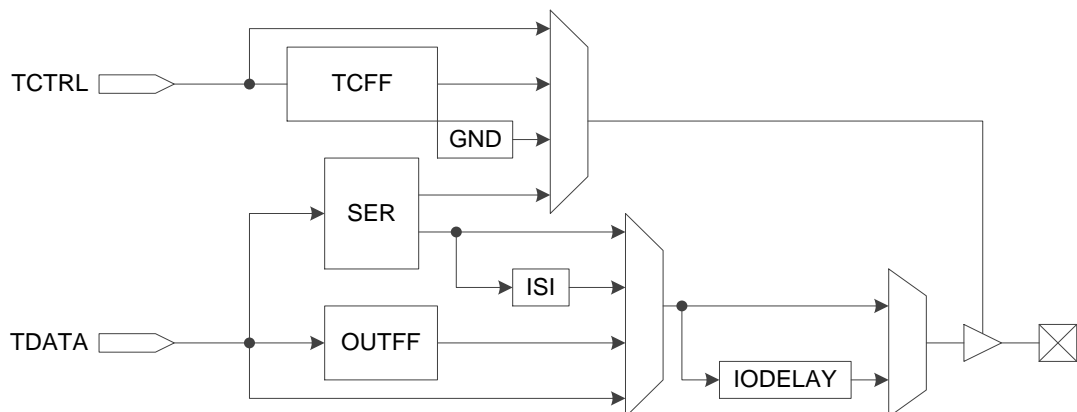 TCTRL
TCFF
GND
SER
ISI
TDATA
OUTFF
IODELAY